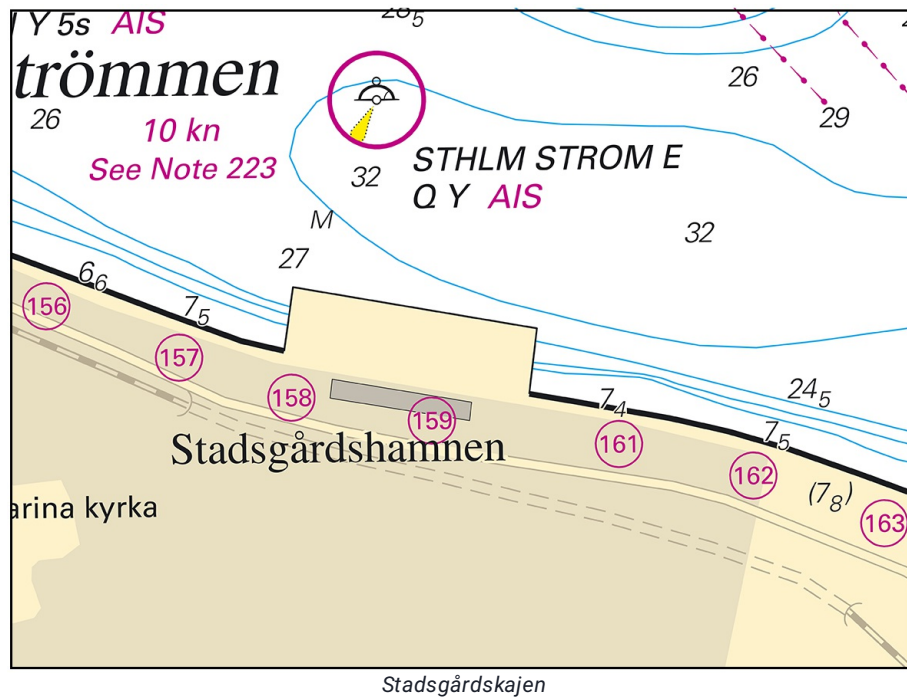 28₅
Y 5s AIS
trömmen
26
26
29
10 kn
See Note 223
STHLM STROM E
Q Y AIS
32
32
M
27
6₆
7₅
156
157
158
159
7₄
161
24₅
7₅
162
(7₈)
163
Stadsgårdshamnen
arina kyrka
Stadsgårdskajen